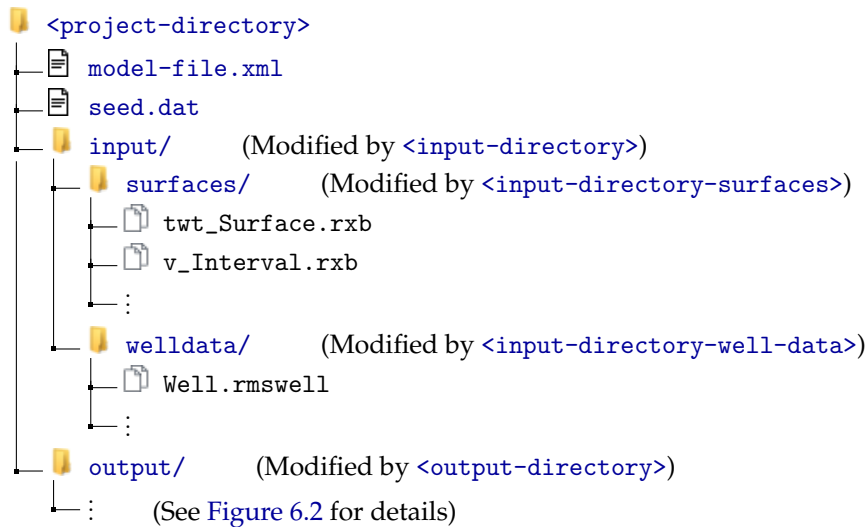 <project-directory>
model-file.xml
seed.dat
input/ (Modified by <input-directory>)
surfaces/ (Modified by <input-directory-surfaces>)
twt_Surface.rxb
v_Interval.rxb
⋮
welldata/ (Modified by <input-directory-well-data>)
Well.rmswell
⋮
output/ (Modified by <output-directory>)
⋮ (See Figure 6.2 for details)